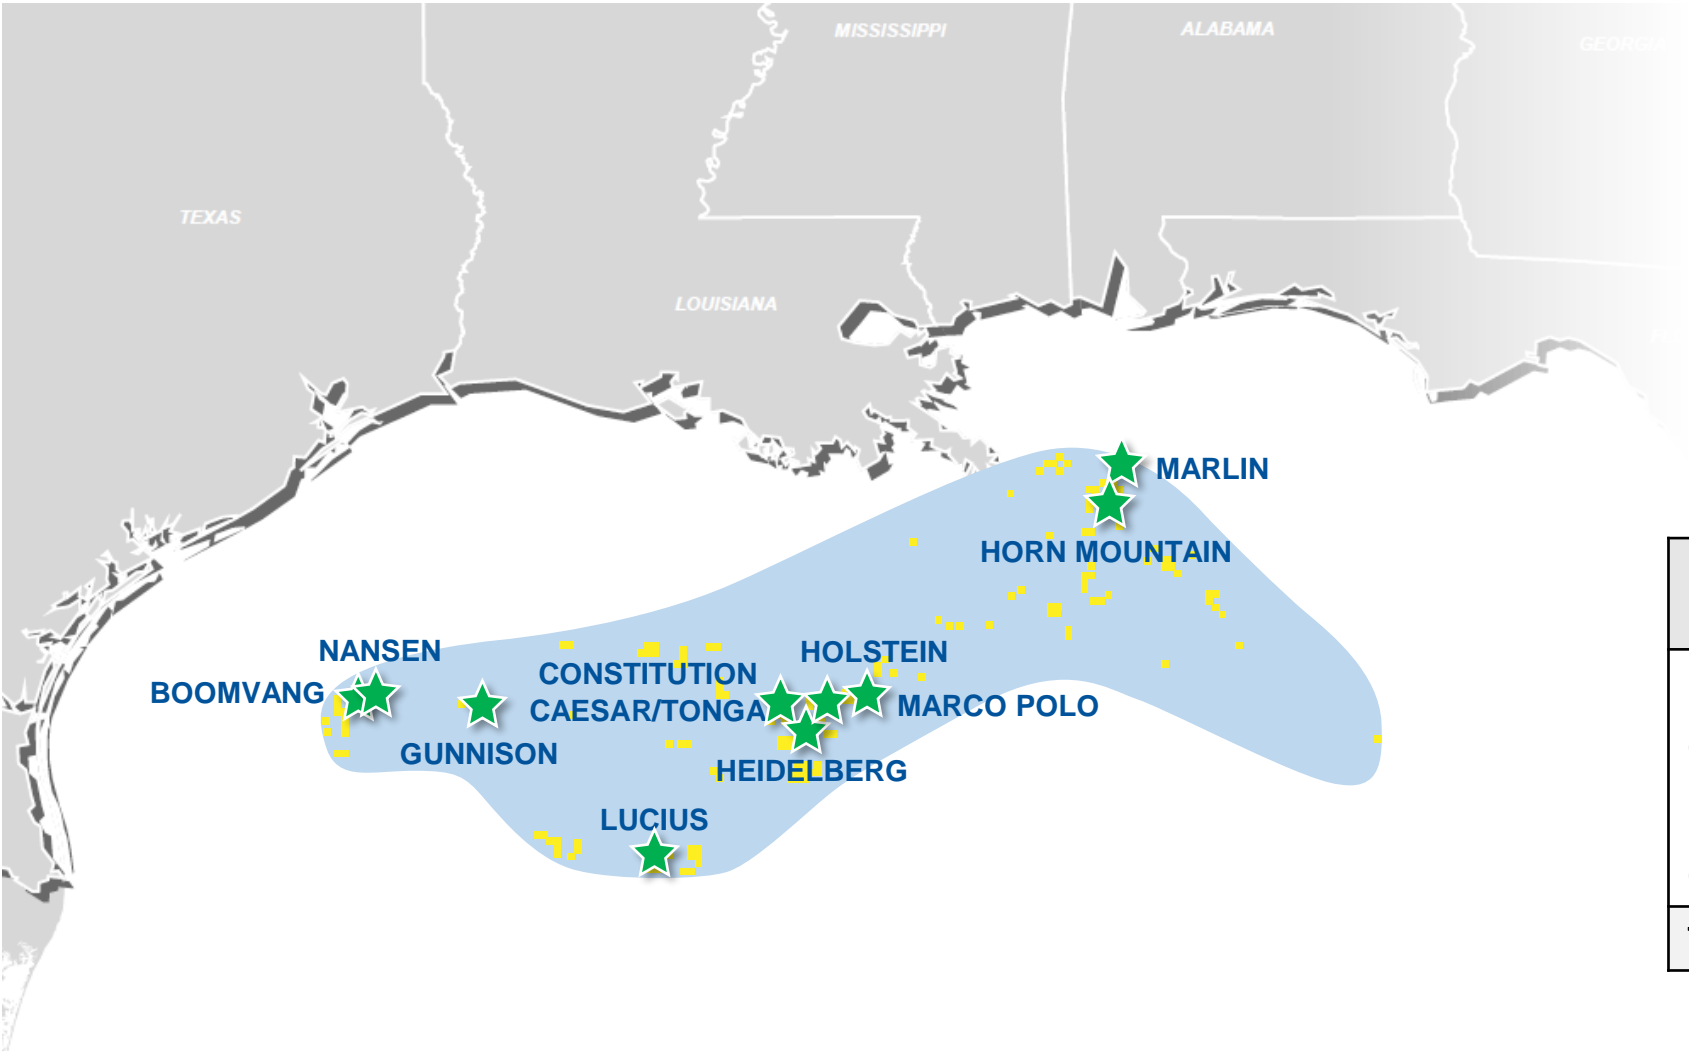 MISSISSIPPI
ALABAMA
TEXAS
LOUISIANA
MARLIN
HORN MOUNTAIN
NANSEN
HOLSTEIN
CONSTITUTION
BOOMVANG
CAESAR/TONGA
MARCO POLO
GUNNISON
HEIDELBERG
LUCIUS